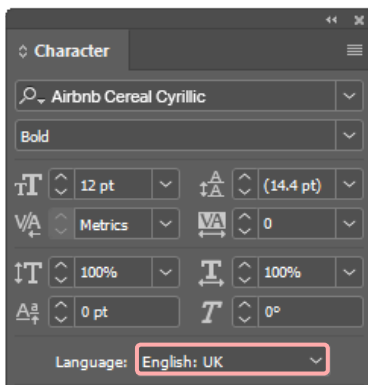 Character
Airbnb Cereal Cyrillic
Bold
12 pt (14.4 pt)
Metrics 0
100% 100%
0 pt 0°
Language: English: UK